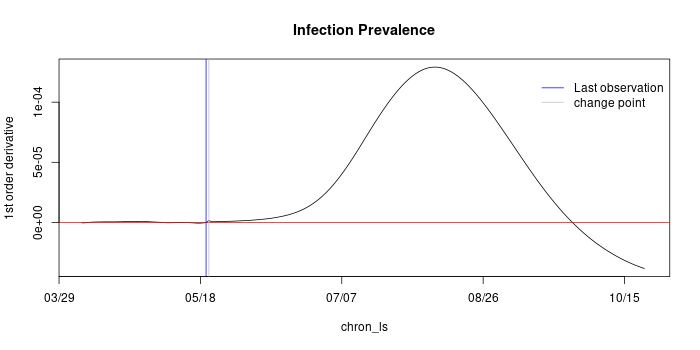 Infection Prevalence
1st order derivative
1e-04
5e-05
0e+00
Last observation
change point
03/29
05/18
07/07
08/26
10/15
chron_ls